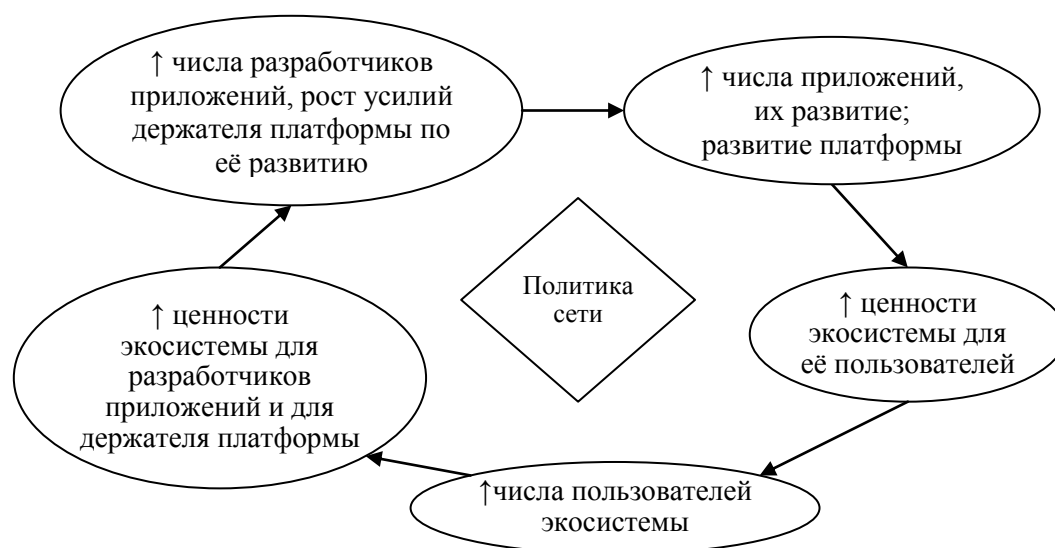 ↑ числа разработчиков
приложений, рост усилий
держателя платформы по
её развитию
↑ числа приложений,
их развитие;
развитие платформы
↑ ценности
экосистемы для
её пользователей
↑числа пользователей
экосистемы
↑ ценности
экосистемы для
разработчиков
приложений и для
держателя платформы
Политика
сети